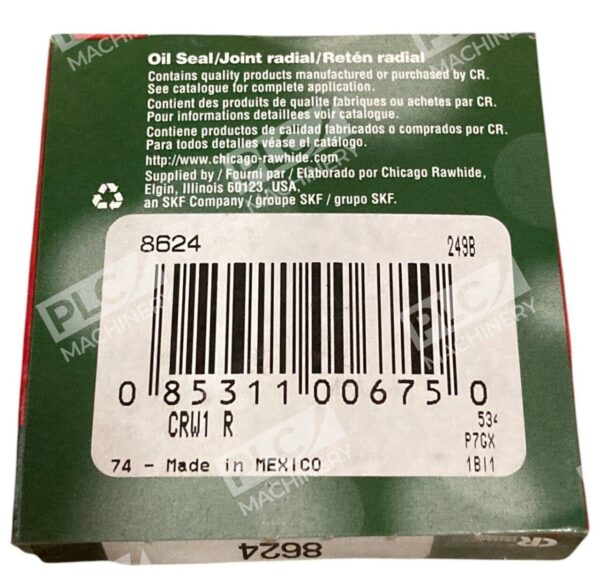 Oil Seal/Joint radial/Retén radial
Contains quality products manufactured or purchased by CR.
See catalogue for complete application.
Contient des produits de qualite fabriques ou achetes par CR.
Pour informations detaillees voir catalogue.
Contiene productos de calidad fabricados o comprados por CR.
Para todos detalles véase el catálogo.
http://www.chicago-rawhide.com
Supplied by / Fourni par / Elaborado por Chicago Rawhide,
Elgin, Illinois 60123, USA,
an SKF Company / groupe SKF / grupo SKF.
8624 249B
0 85311 00675 0
CRW1 R
P7GX
74 - Made in MEXICO 1BI1
8624
CR
PLC MACHINERY